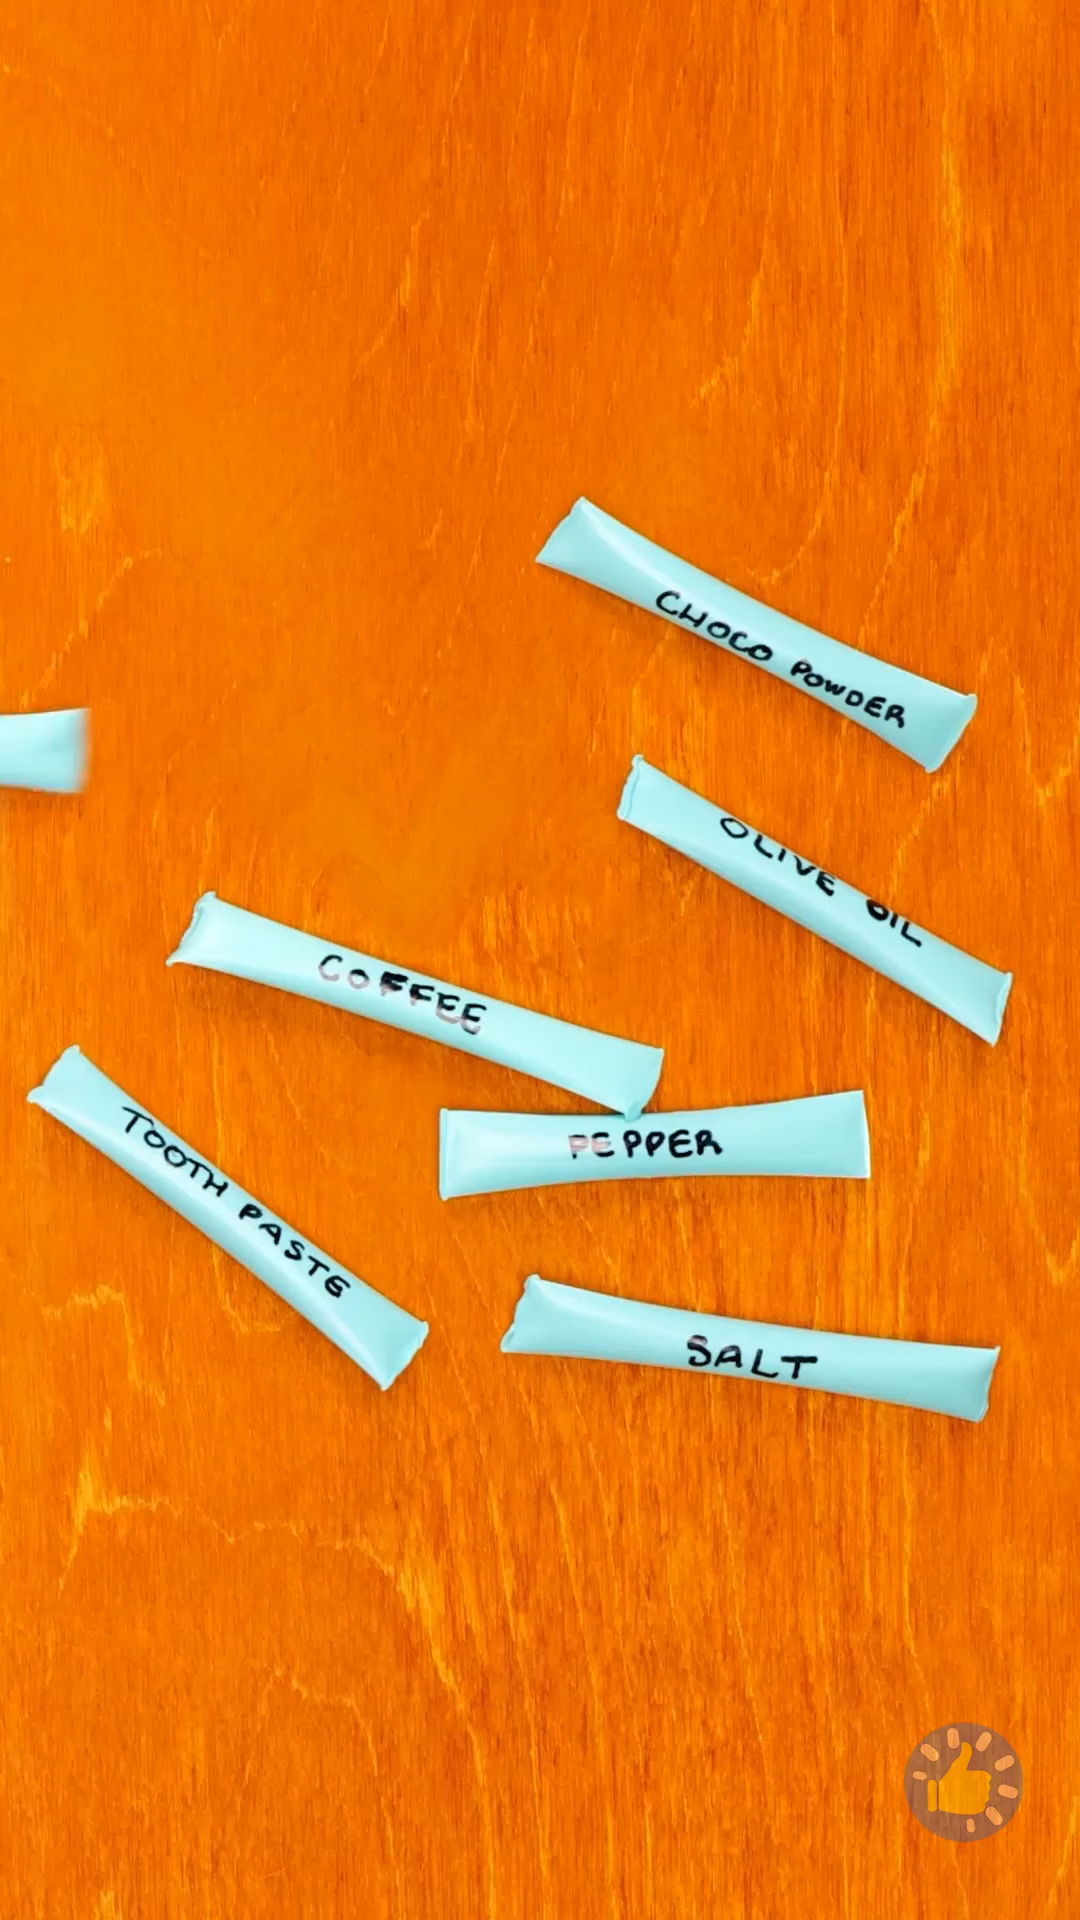 CHOCO POWDER
OLIVE OIL
COFFEE
PEPPER
TOOTH PASTE
SALT